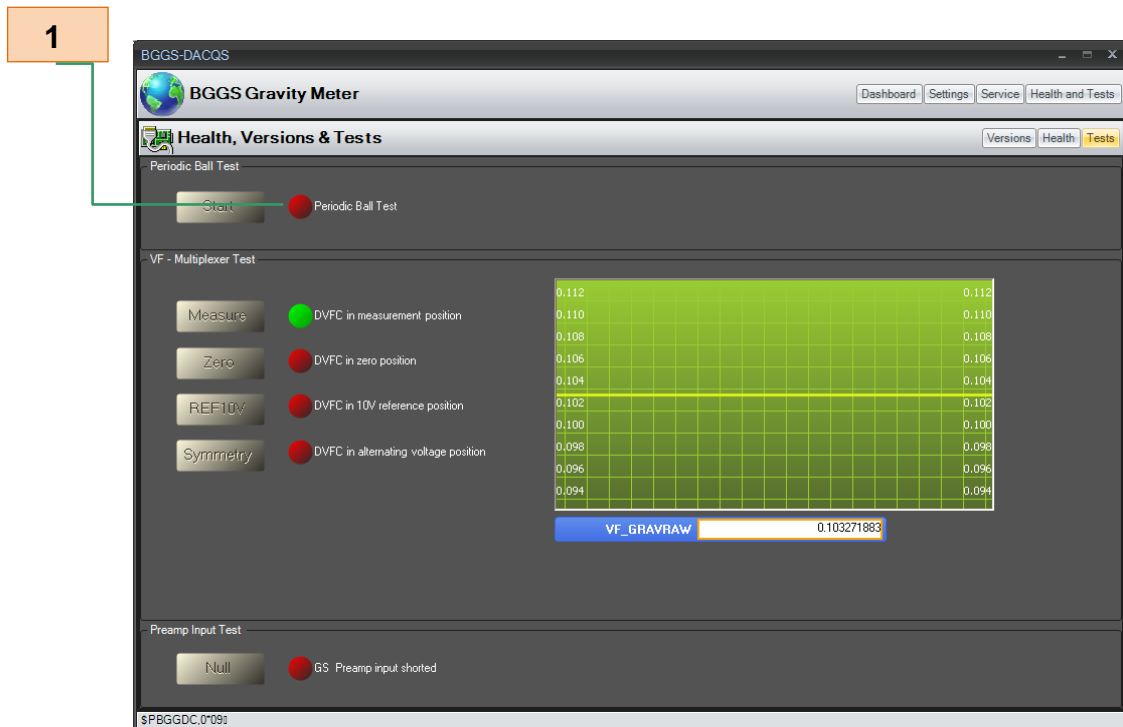 1
BGGS-DACQS
BGGS Gravity Meter
Dashboard Settings Service Health and Tests
Health, Versions & Tests
Versions Health Tests
Periodic Ball Test
Start Periodic Ball Test
VF - Multiplexer Test
Measure DVFC in measurement position
Zero DVFC in zero position
REF10V DVFC in 10V reference position
Symmetry DVFC in alternating voltage position
0.112 0.112
0.110 0.110
0.108 0.108
0.106 0.106
0.104 0.104
0.102 0.102
0.100 0.100
0.098 0.098
0.096 0.096
0.094 0.094
VF_GRAVRAW 0.103271883
Preamp Input Test
Null GS Preamp input shorted
$PBGGDC,0*09